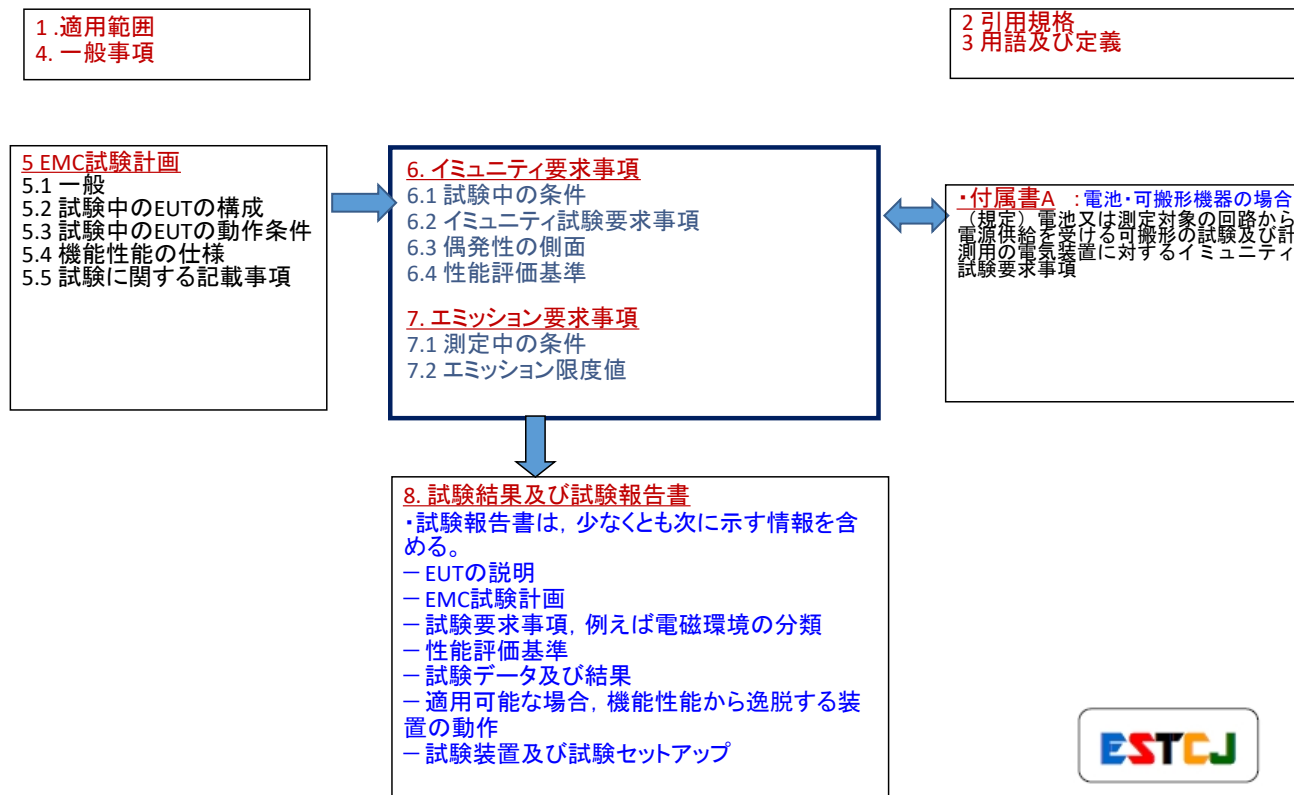 1 .適用範囲
4. 一般事項
2 引用規格
3 用語及び定義
5 EMC試験計画
5.1 一般
5.2 試験中のEUTの構成
5.3 試験中のEUTの動作条件
5.4 機能性能の仕様
5.5 試験に関する記載事項
6. イミュニティ要求事項
6.1 試験中の条件
6.2 イミュニティ試験要求事項
6.3 偶発性の側面
6.4 性能評価基準
7. エミッション要求事項
7.1 測定中の条件
7.2 エミッション限度値
・付属書A ：電池・可搬形機器の場合
（規定）電池又は測定対象の回路から
電源供給を受ける可搬形の試験及び計
測用の電気装置に対するイミュニティ
試験要求事項
8. 試験結果及び試験報告書
・試験報告書は，少なくとも次に示す情報を含
める。
－EUTの説明
－EMC試験計画
－試験要求事項，例えば電磁環境の分類
－性能評価基準
－試験データ及び結果
－適用可能な場合，機能性能から逸脱する装
置の動作
－試験装置及び試験セットアップ
ESTCJ